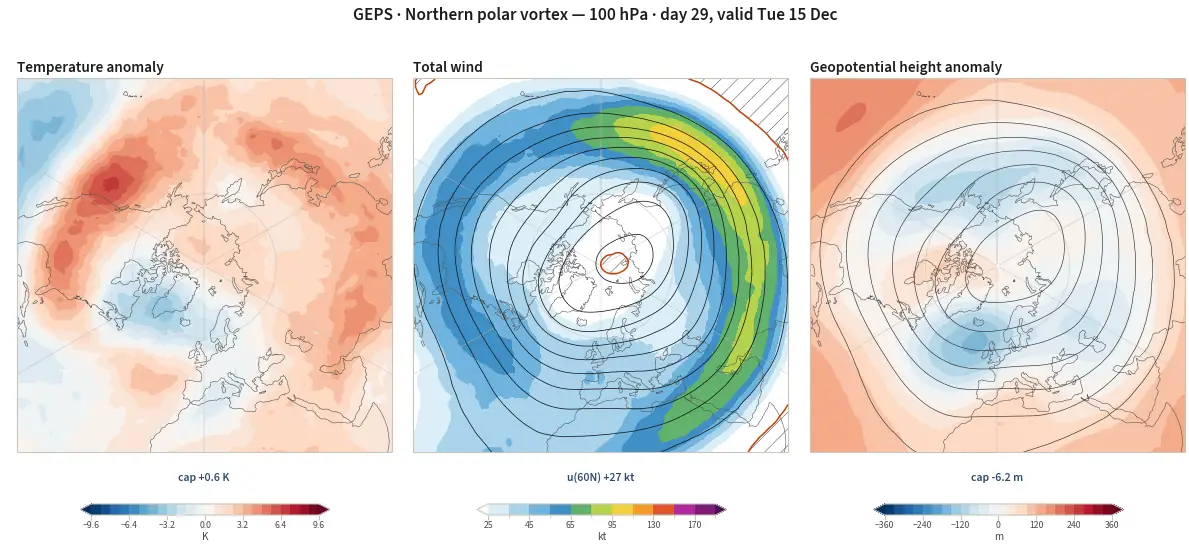 GEPS · Northern polar vortex — 100 hPa · day 29, valid Tue 15 Dec
Temperature anomaly
Total wind
Geopotential height anomaly
cap +0.6 K
u(60N) +27 kt
cap -6.2 m
−9.6 −6.4 −3.2 0.0 3.2 6.4 9.6
K
25 45 65 95 130 170
kt
−360 −240 −120 0 120 240 360
m